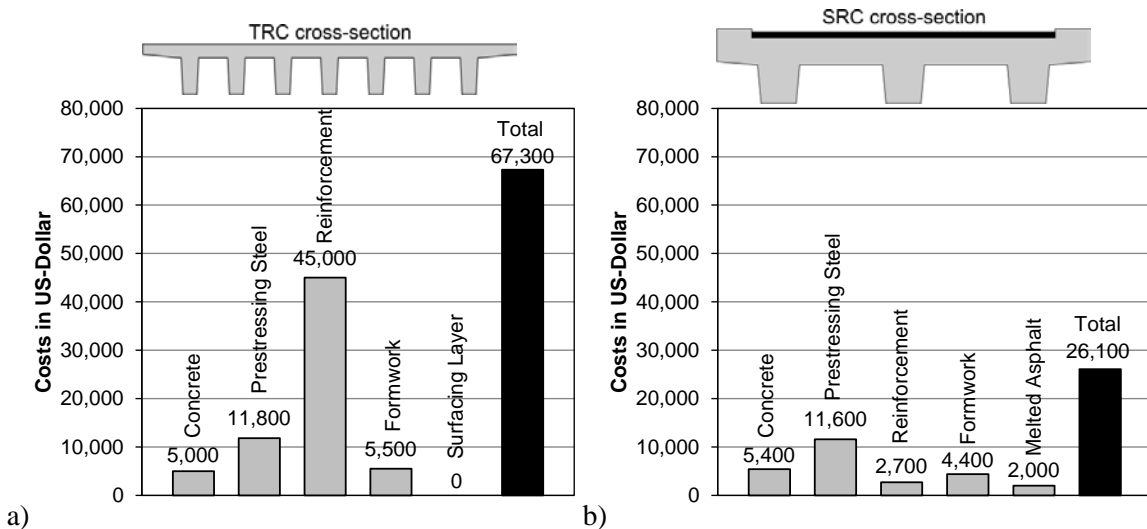 TRC cross-section
80,000
70,000
60,000
50,000
40,000
30,000
20,000
10,000
0
Costs in US-Dollar
Concrete
5,000
Prestressing Steel
11,800
Reinforcement
45,000
Formwork
5,500
Surfacing Layer
0
Total
67,300
a)
SRC cross-section
80,000
70,000
60,000
50,000
40,000
30,000
20,000
10,000
0
Costs in US-Dollar
Concrete
5,400
Prestressing Steel
11,600
Reinforcement
2,700
Formwork
4,400
Melted Asphalt
2,000
Total
26,100
b)